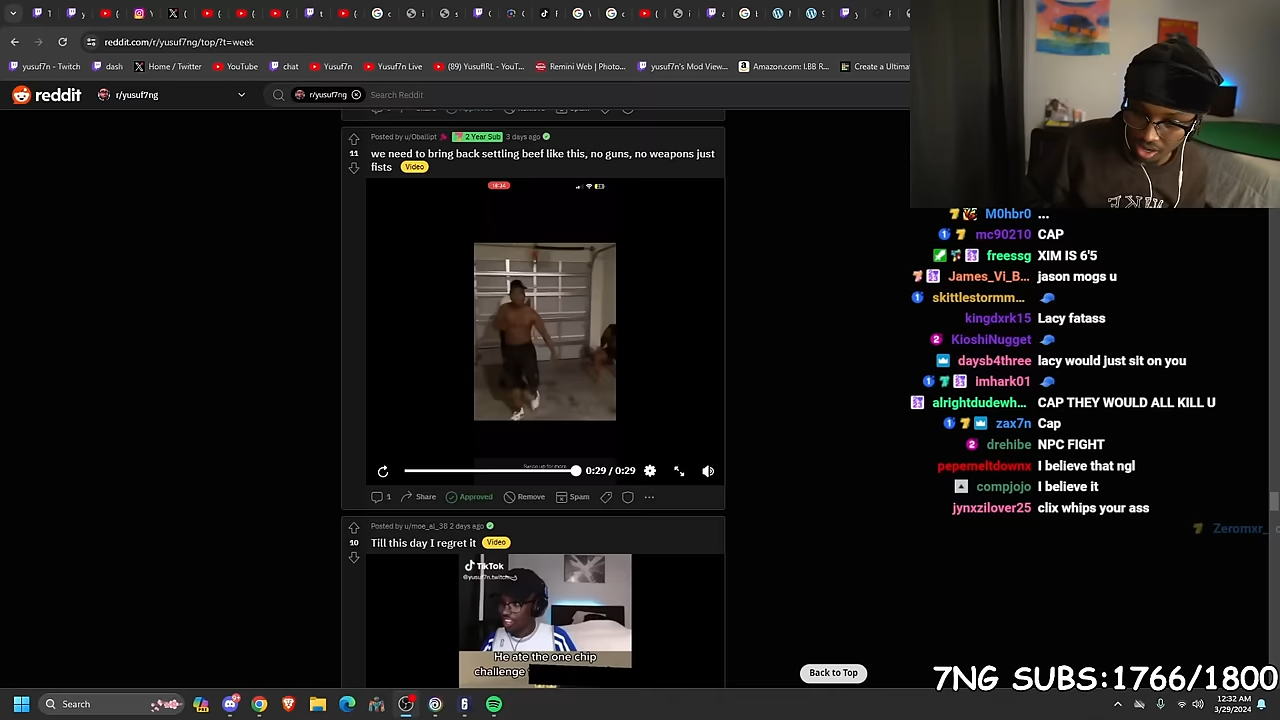 reddit.com/r/yusuf7ng/top/?t=week
yusuf7n - Twitch
dash
Home / Twitter
YouTube
chat
Yusuf7n
Yusuf7n Live
(89) YusufIRL - YouT...
Remini Web | Photo...
yusuf7n's Mod View...
Amazon.com: LBB R...
Create a Ultima
reddit
r/yusuf7ng
r/yusuf7ng
Search Reddit
Posted by u/Oballipt
2 Year Sub
3 days ago
11
we need to bring back settling beef like this, no guns, no weapons just
fists
Video
18:34
0:29 / 0:29
1
Share
Approved
Remove
Spam
...
Posted by u/moe_al_38 2 days ago
10
Till this day I regret it
Video
TikTok
@yusuf7n.twitch
He ate the one chip
challenge
Back to Top
M0hbr0 ...
mc90210 CAP
freessg XIM IS 6'5
James_Vi_B... jason mogs u
skittlestormm...
kingdxrk15 Lacy fatass
KioshiNugget
daysb4three lacy would just sit on you
imhark01
alrightdudewh... CAP THEY WOULD ALL KILL U
zax7n Cap
drehibe NPC FIGHT
pepemeltdownx I believe that ngl
compjojo I believe it
jynxzilover25 clix whips your ass
Zeromxr_
7NG SUBS:1766/1800
Search
12:32 AM
3/29/2024